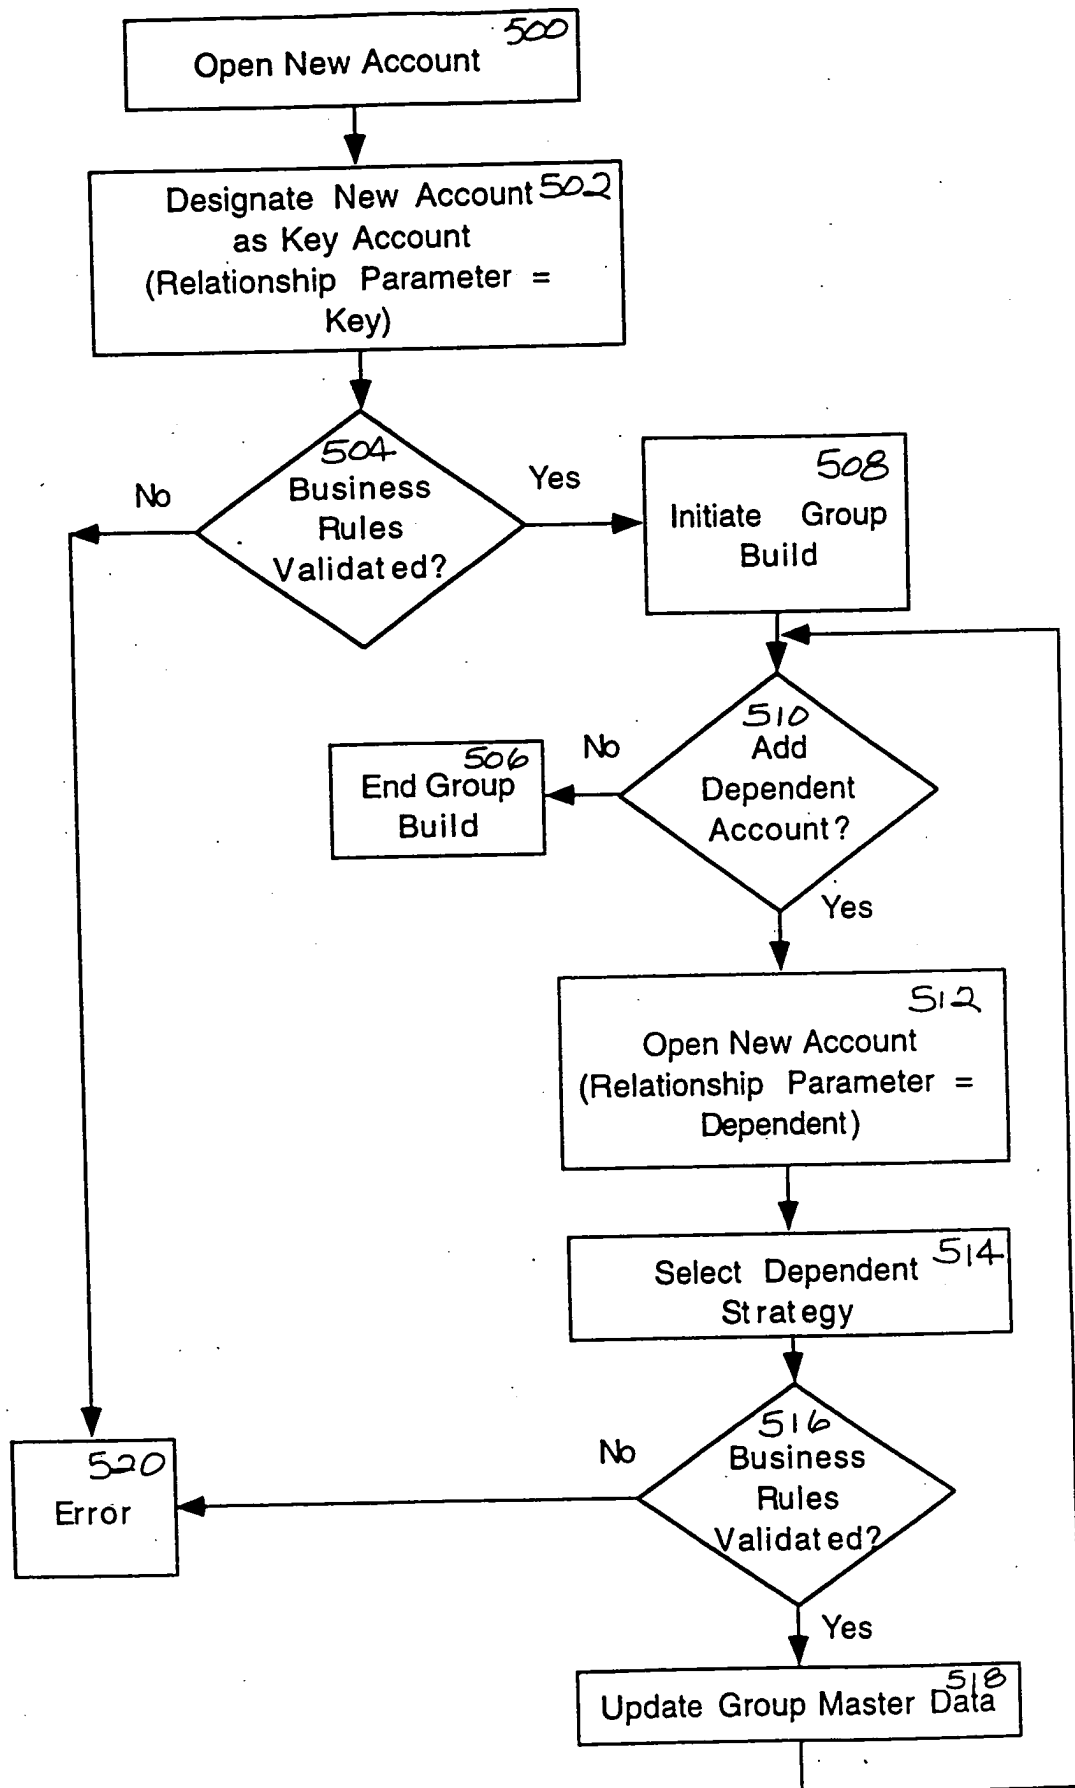 500
Open New Account
Designate New Account 502
as Key Account
(Relationship Parameter =
Key)
504
Business
Rules
Validated?
No
Yes
508
Initiate Group
Build
510
Add
Dependent
Account?
No
506
End Group
Build
Yes
512
Open New Account
(Relationship Parameter =
Dependent)
514
Select Dependent
Strategy
516
Business
Rules
Validated?
No
520
Error
Yes
518
Update Group Master Data